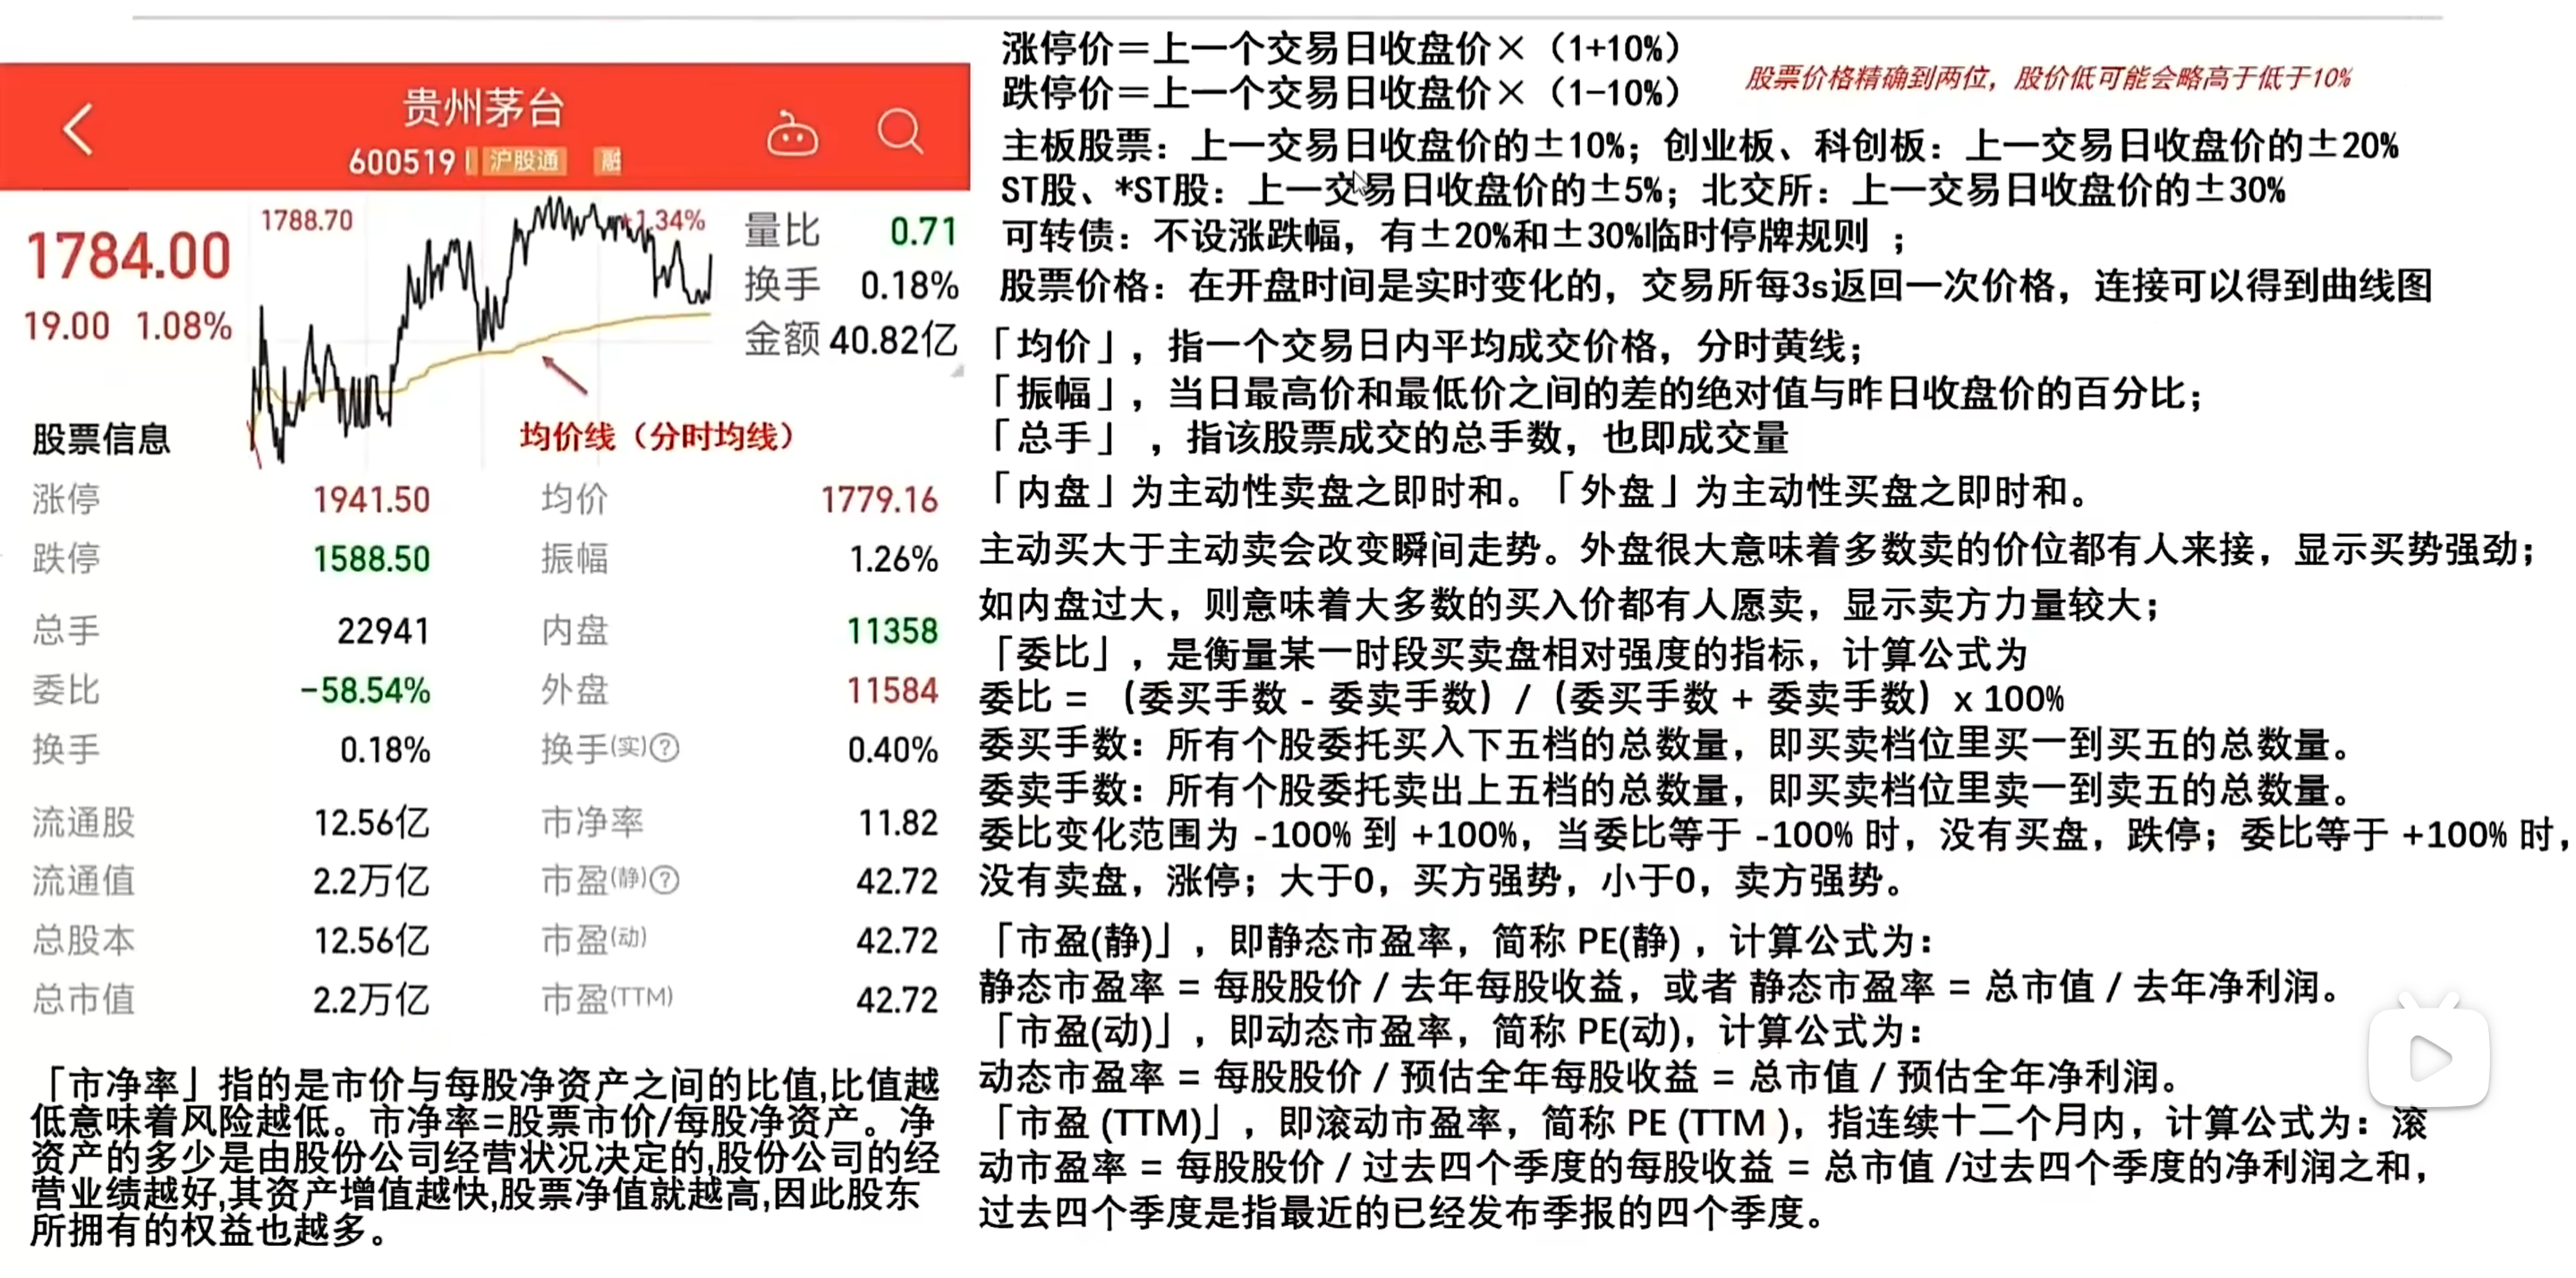 贵州茅台
600519 沪股通 融
1784.00
19.00 1.08%
1788.70
+1.34%
量比 0.71
换手 0.18%
金额 40.82亿
均价线（分时均线）
股票信息
涨停 1941.50 均价 1779.16
跌停 1588.50 振幅 1.26%
总手 22941 内盘 11358
委比 -58.54% 外盘 11584
换手 0.18% 换手(实)? 0.40%
流通股 12.56亿 市净率 11.82
流通值 2.2万亿 市盈(静)? 42.72
总股本 12.56亿 市盈(动) 42.72
总市值 2.2万亿 市盈(TTM) 42.72
「市净率」指的是市价与每股净资产之间的比值,比值越
低意味着风险越低。市净率=股票市价/每股净资产。净
资产的多少是由股份公司经营状况决定的,股份公司的经
营业绩越好,其资产增值越快,股票净值就越高,因此股东
所拥有的权益也越多。
涨停价＝上一个交易日收盘价×（1+10%）
跌停价＝上一个交易日收盘价×（1-10%）
股票价格精确到两位，股价低可能会略高于低于10%
主板股票：上一交易日收盘价的±10%；创业板、科创板：上一交易日收盘价的±20%
ST股、*ST股：上一交易日收盘价的±5%；北交所：上一交易日收盘价的±30%
可转债：不设涨跌幅，有±20%和±30%临时停牌规则 ；
股票价格：在开盘时间是实时变化的，交易所每3s返回一次价格，连接可以得到曲线图
「均价」，指一个交易日内平均成交价格，分时黄线；
「振幅」，当日最高价和最低价之间的差的绝对值与昨日收盘价的百分比；
「总手」 ，指该股票成交的总手数，也即成交量
「内盘」为主动性卖盘之即时和。「外盘」为主动性买盘之即时和。
主动买大于主动卖会改变瞬间走势。外盘很大意味着多数卖的价位都有人来接，显示买势强劲；
如内盘过大，则意味着大多数的买入价都有人愿卖，显示卖方力量较大；
「委比」，是衡量某一时段买卖盘相对强度的指标，计算公式为
委比 = （委买手数 - 委卖手数）/（委买手数 + 委卖手数）x 100%
委买手数：所有个股委托买入下五档的总数量，即买卖档位里买一到买五的总数量。
委卖手数：所有个股委托卖出上五档的总数量，即买卖档位里卖一到卖五的总数量。
委比变化范围为 -100% 到 +100%，当委比等于 -100% 时，没有买盘，跌停；委比等于 +100% 时，
没有卖盘，涨停；大于0，买方强势，小于0，卖方强势。
「市盈(静)」，即静态市盈率，简称 PE(静) ，计算公式为：
静态市盈率 = 每股股价 / 去年每股收益，或者 静态市盈率 = 总市值 / 去年净利润。
「市盈(动)」，即动态市盈率，简称 PE(动)，计算公式为：
动态市盈率 = 每股股价 / 预估全年每股收益 = 总市值 / 预估全年净利润。
「市盈 (TTM)」，即滚动市盈率，简称 PE (TTM )，指连续十二个月内，计算公式为：滚
动市盈率 = 每股股价 / 过去四个季度的每股收益 = 总市值 /过去四个季度的净利润之和，
过去四个季度是指最近的已经发布季报的四个季度。